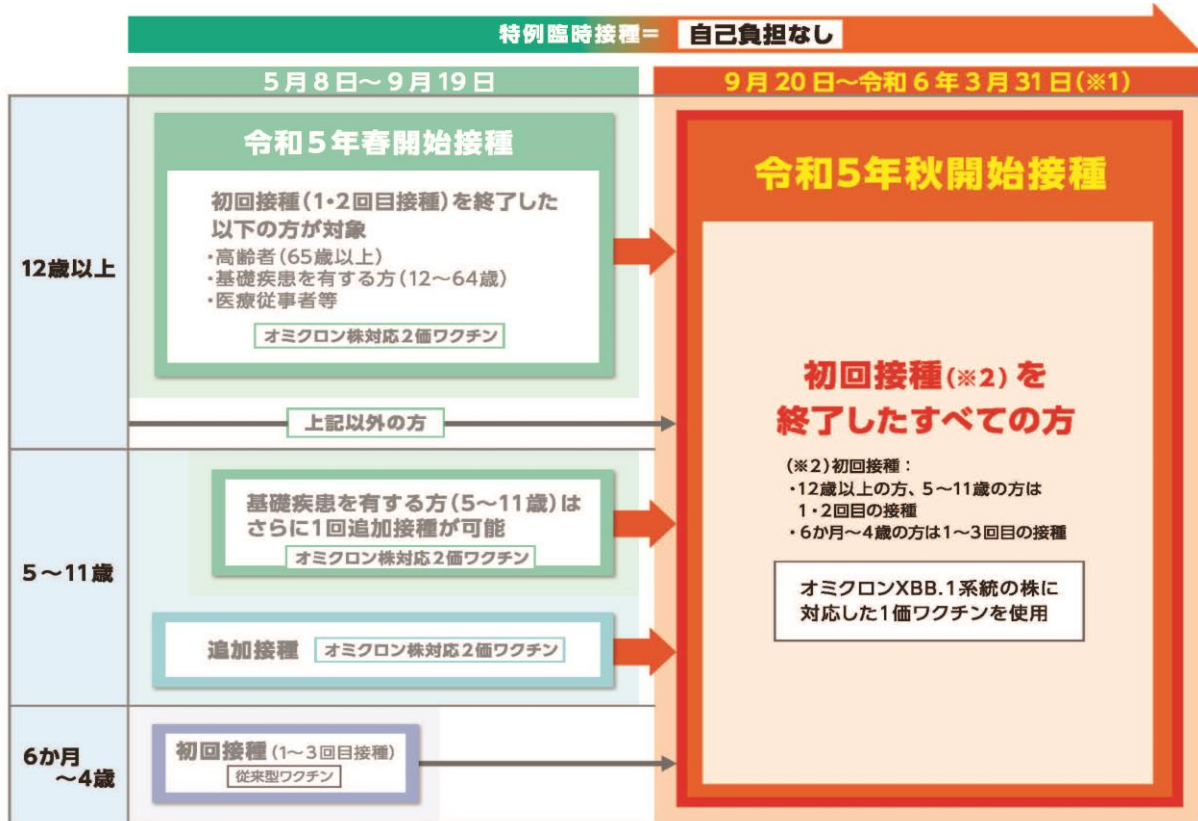 特例臨時接種＝ 自己負担なし
5月8日～9月19日
9月20日～令和6年3月31日(※1)
12歳以上
令和5年春開始接種
初回接種（1・2回目接種）を終了した
以下の方が対象
・高齢者（65歳以上）
・基礎疾患を有する方（12～64歳）
・医療従事者等
オミクロン株対応2価ワクチン
上記以外の方
5～11歳
基礎疾患を有する方（5～11歳）は
さらに1回追加接種が可能
オミクロン株対応2価ワクチン
追加接種 オミクロン株対応2価ワクチン
6か月
～4歳
初回接種（1～3回目接種）
従来型ワクチン
令和5年秋開始接種
初回接種(※2)を
終了したすべての方
(※2)初回接種：
・12歳以上の方、5～11歳の方は
1・2回目の接種
・6か月～4歳の方は1～3回目の接種
オミクロンXBB.1系統の株に
対応した1価ワクチンを使用